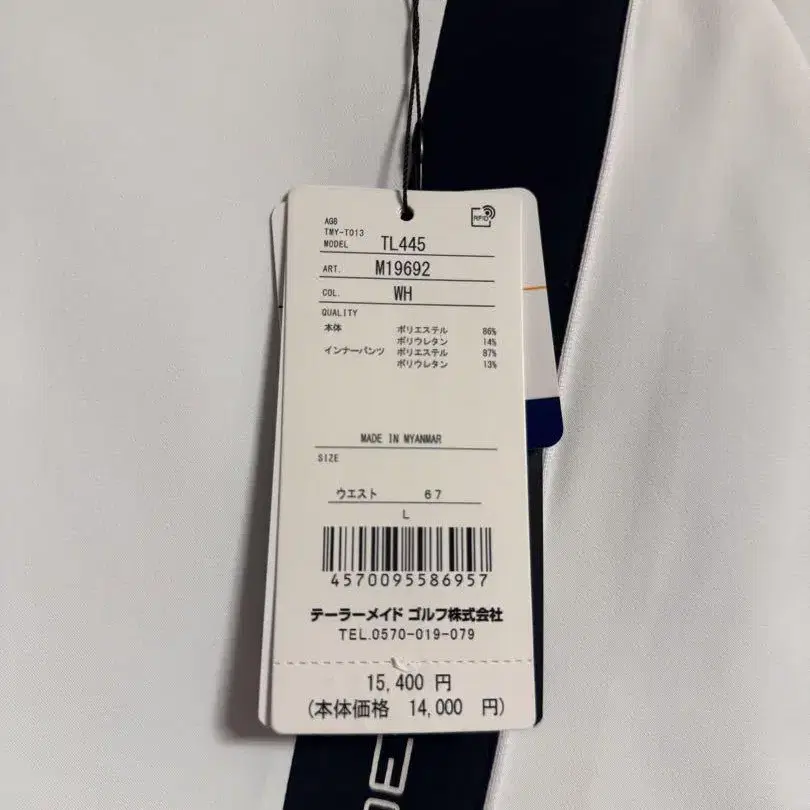 RFID
AG6
TMY-T013
MODEL TL445
ART. M19692
COL. WH
QUALITY
本体 ポリエステル 86%
ポリウレタン 14%
インナーパンツ ポリエステル 87%
ポリウレタン 13%
MADE IN MYANMAR
SIZE
ウエスト 67
L
4570095586957
テーラーメイド ゴルフ株式会社
TEL.0570-019-079
15,400 円
(本体価格 14,000 円)
DE